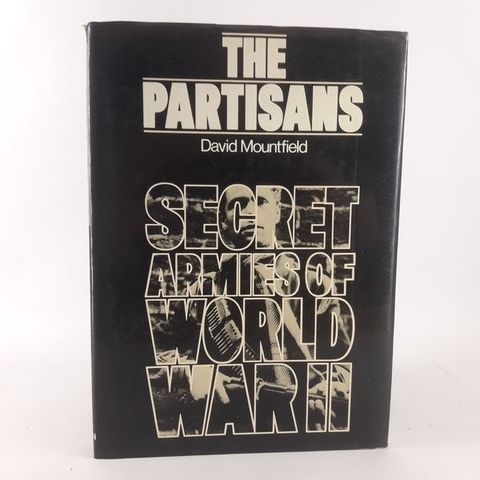 THE
PARTISANS
David Mountfield
SECRET
ARMIES OF
WORLD
WAR II